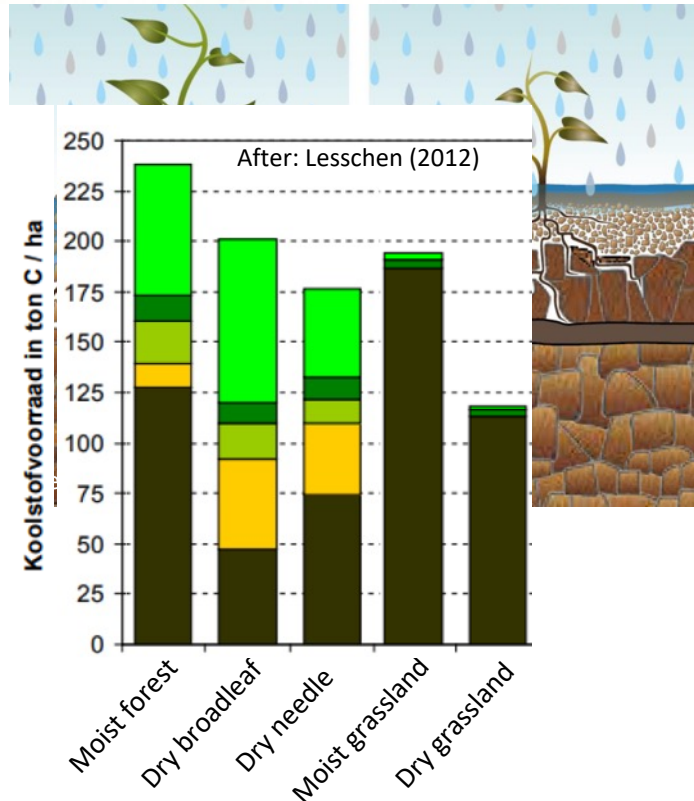 After: Lesschen (2012)
Koolstofvoorraad in ton C / ha
250
225
200
175
150
125
100
75
50
25
0
Moist forest
Dry broadleaf
Dry needle
Moist grassland
Dry grassland